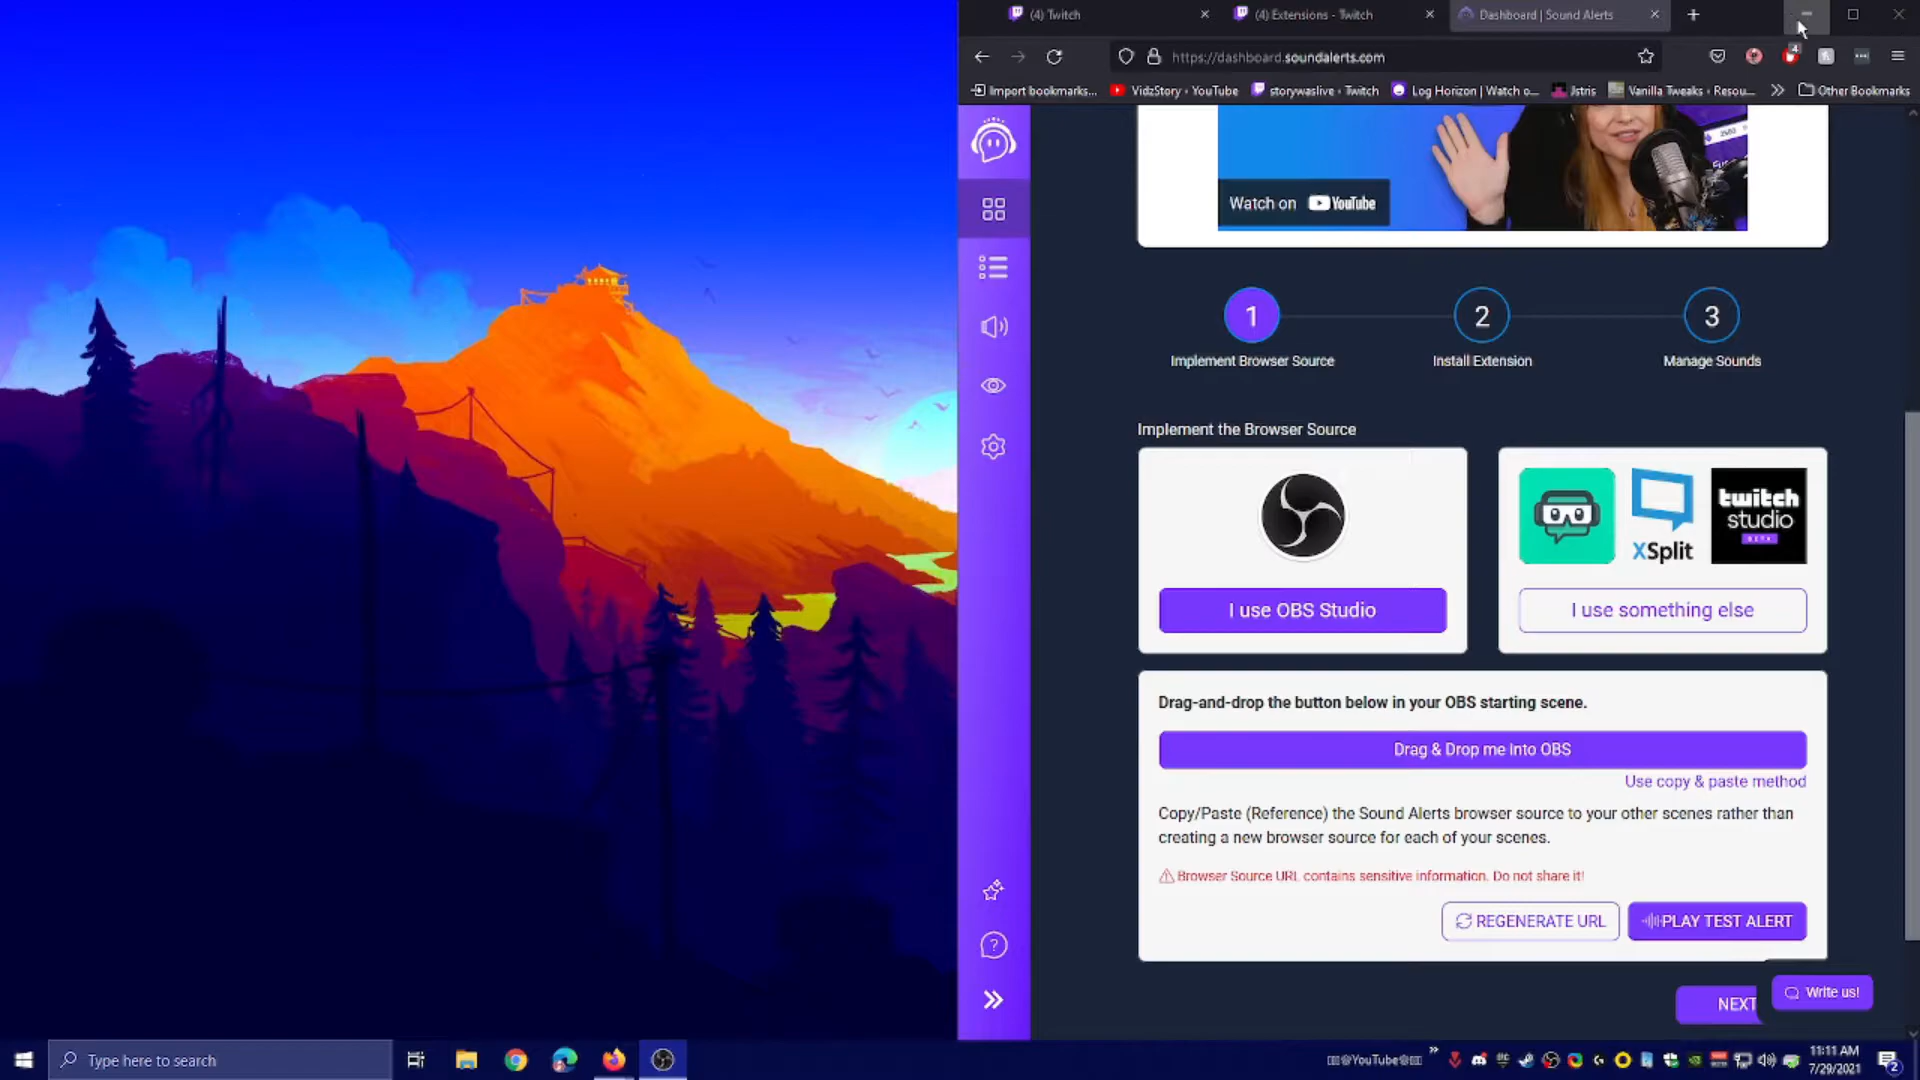 (4) Twitch
(4) Extensions - Twitch
Dashboard | Sound Alerts
https://dashboard.soundalerts.com
4
Import bookmarks...
VidzStory - YouTube
storywaslive - Twitch
Log Horizon | Watch o...
Jstris
Vanilla Tweaks - Resou...
Other Bookmarks
Watch on YouTube
1
2
3
Implement Browser Source
Install Extension
Manage Sounds
Implement the Browser Source
XSplit
twitch
studio
BETA
I use OBS Studio
I use something else
Drag-and-drop the button below in your OBS starting scene.
Drag & Drop me into OBS
Use copy & paste method
Copy/Paste (Reference) the Sound Alerts browser source to your other scenes rather than
creating a new browser source for each of your scenes.
Browser Source URL contains sensitive information. Do not share it!
REGENERATE URL
PLAY TEST ALERT
NEXT
Write us!
Type here to search
YouTube
11:11 AM
7/29/2021
2